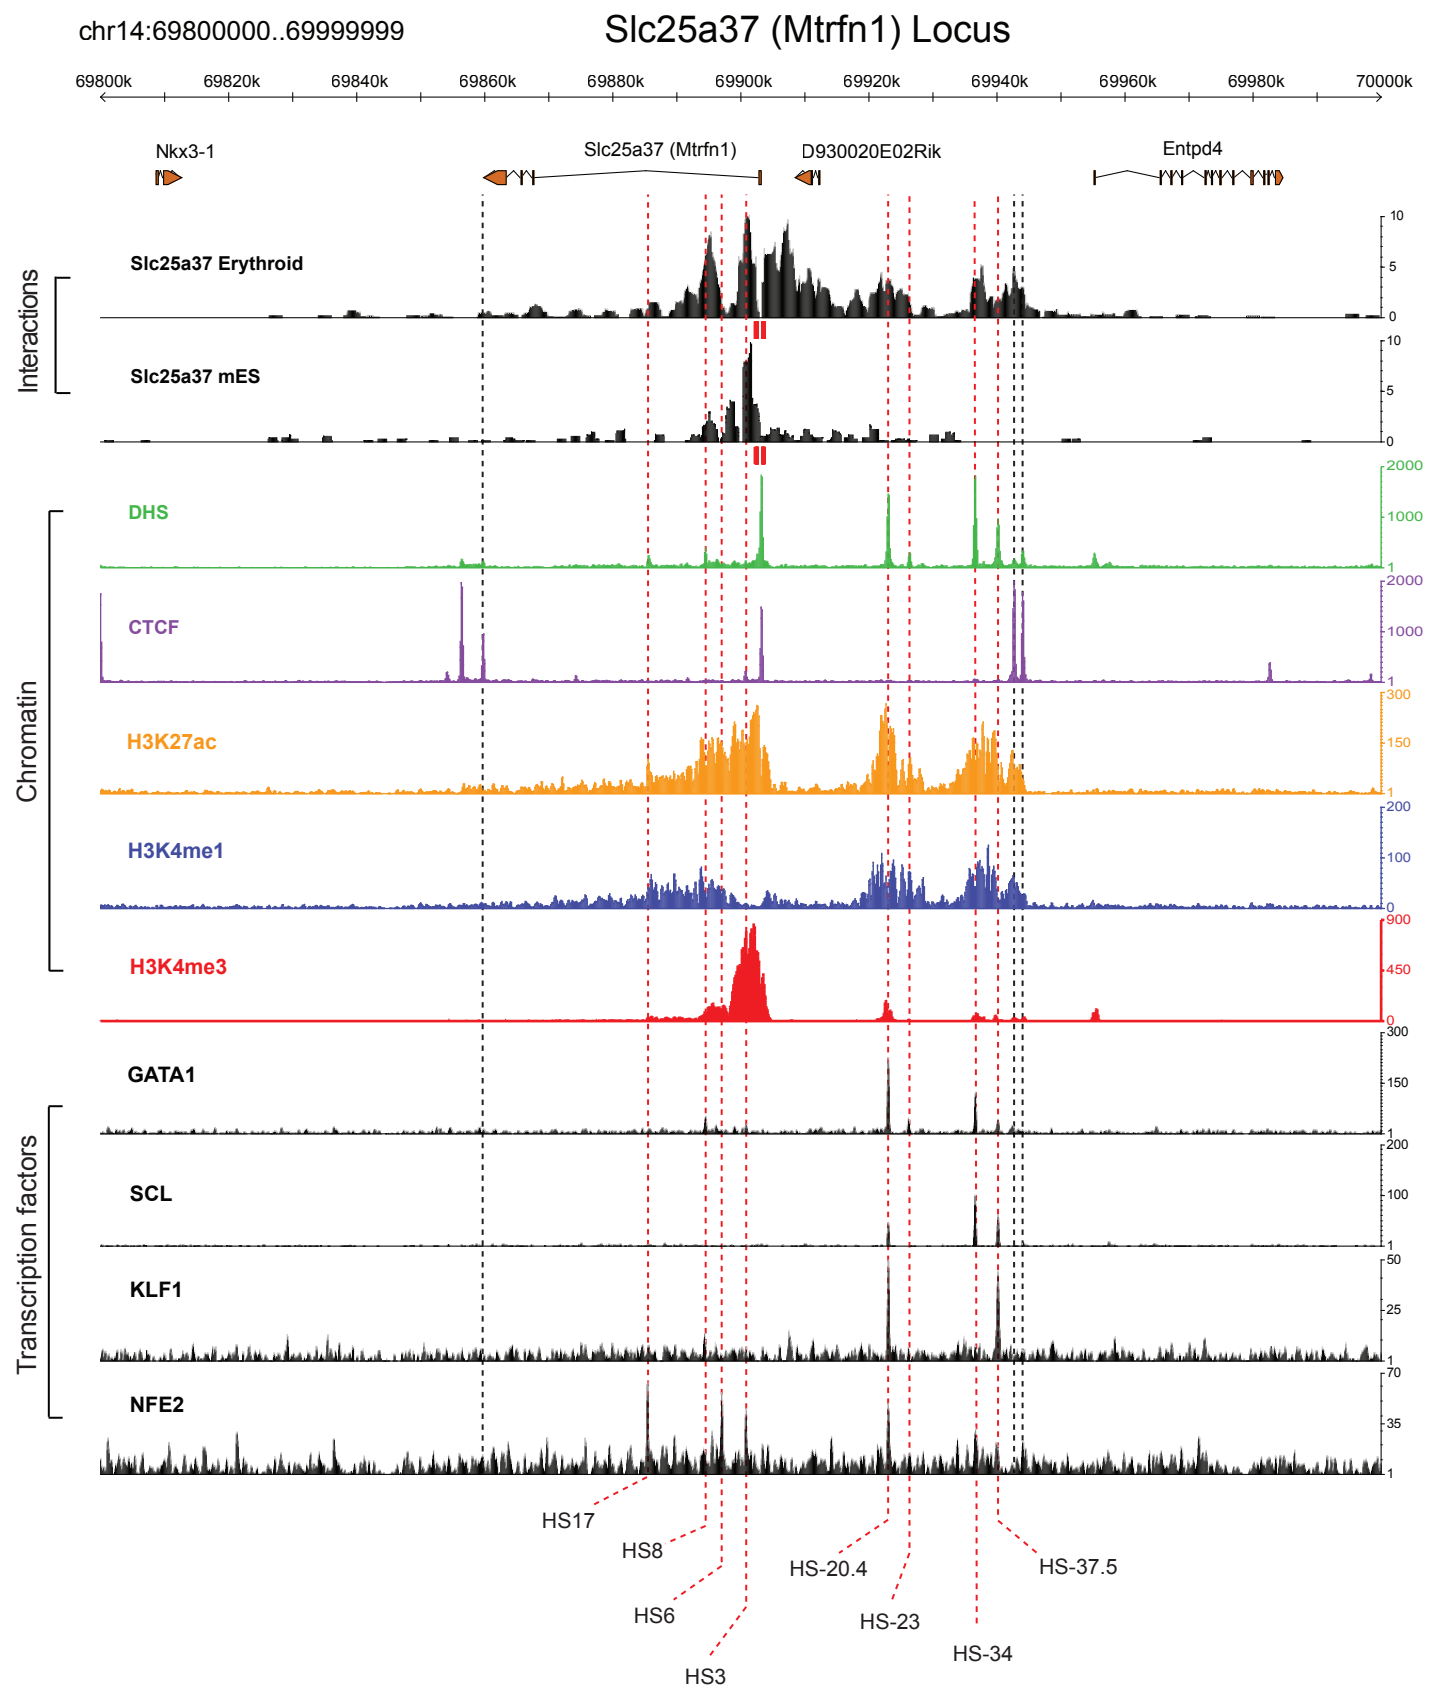 chr14:69800000..69999999
Slc25a37 (Mtrfn1) Locus
69800k 69820k 69840k 69860k 69880k 69900k 69920k 69940k 69960k 69980k 70000k
Nkx3-1 Slc25a37 (Mtrfn1) D930020E02Rik Entpd4
Interactions
Slc25a37 Erythroid
10
5
0
Slc25a37 mES
10
5
0
Chromatin
DHS
2000
1000
1
CTCF
2000
1000
1
H3K27ac
300
150
1
H3K4me1
200
100
0
H3K4me3
900
450
0
Transcription factors
GATA1
300
150
1
SCL
200
100
1
KLF1
50
25
1
NFE2
70
35
1
HS17
HS8
HS6
HS3
HS-20.4
HS-23
HS-34
HS-37.5